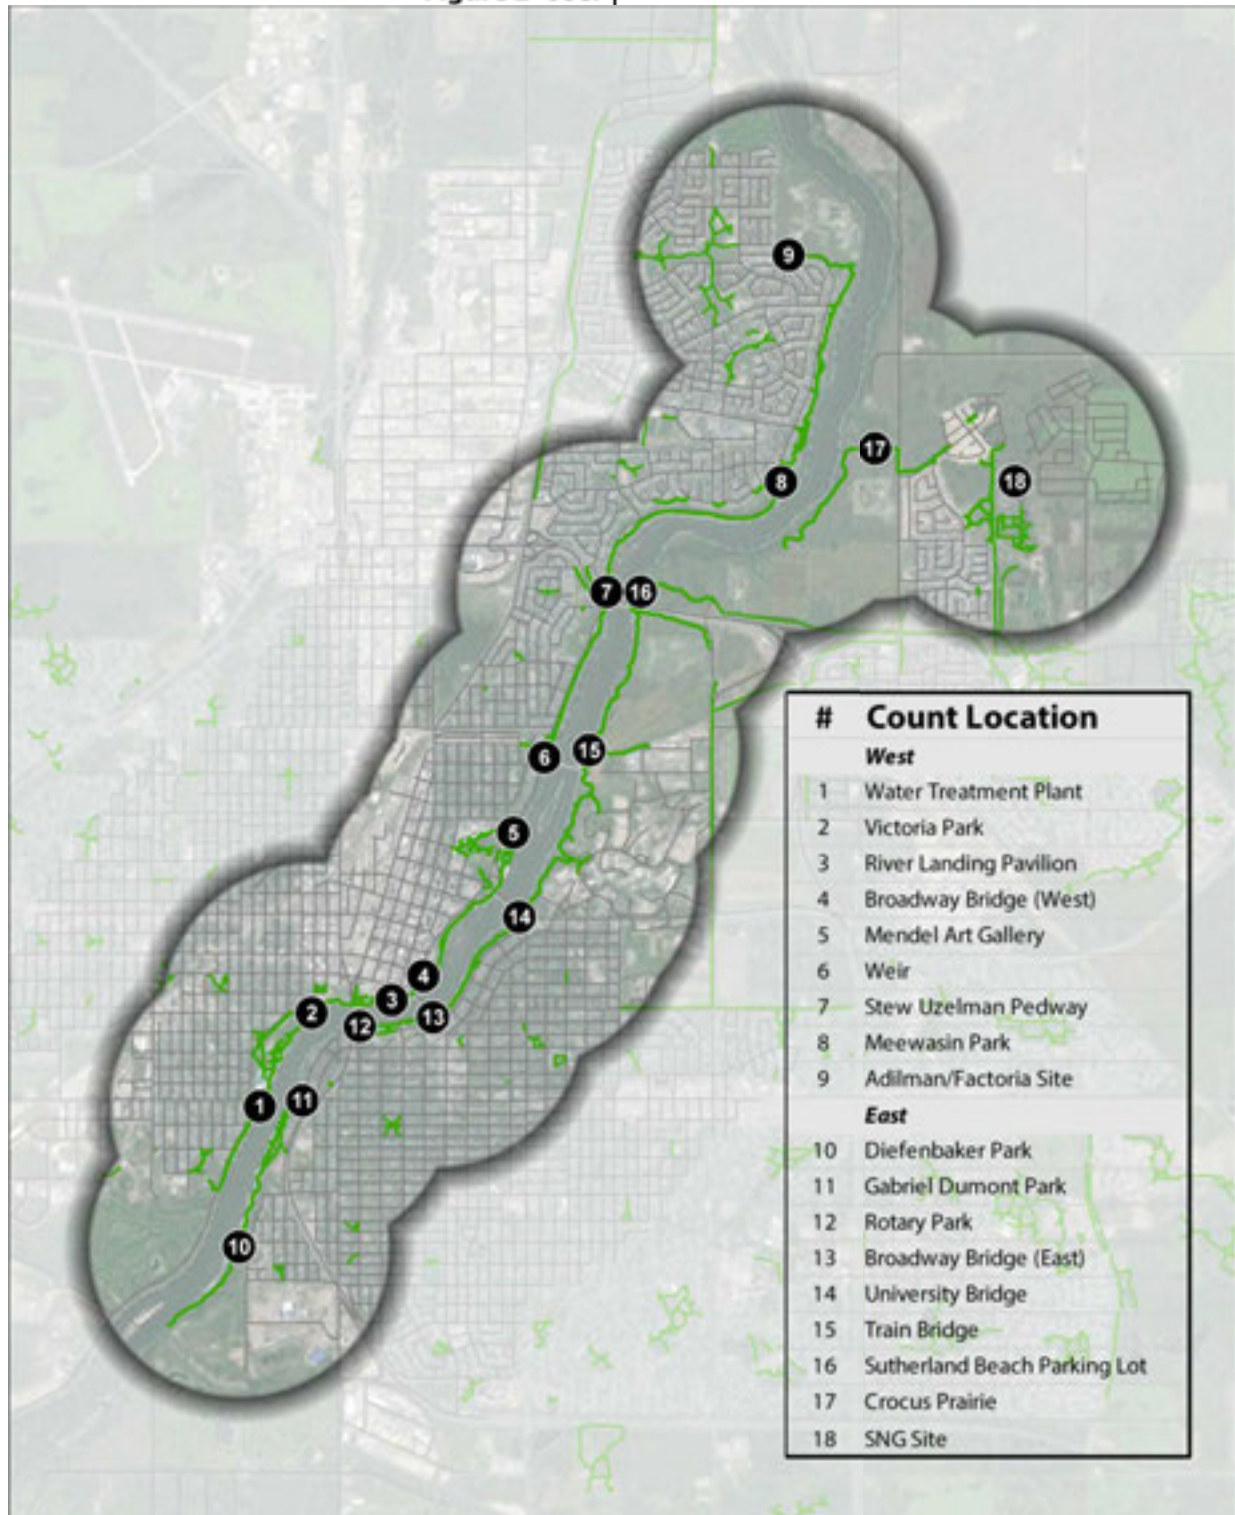 9
17
8
18
7 16
6 15
5
14
4
3
2
12 13
1 11
10
# Count Location
West
1 Water Treatment Plant
2 Victoria Park
3 River Landing Pavilion
4 Broadway Bridge (West)
5 Mendel Art Gallery
6 Weir
7 Stew Uzelman Pedway
8 Meewasin Park
9 Adilman/Factoria Site
East
10 Diefenbaker Park
11 Gabriel Dumont Park
12 Rotary Park
13 Broadway Bridge (East)
14 University Bridge
15 Train Bridge
16 Sutherland Beach Parking Lot
17 Crocus Prairie
18 SNG Site